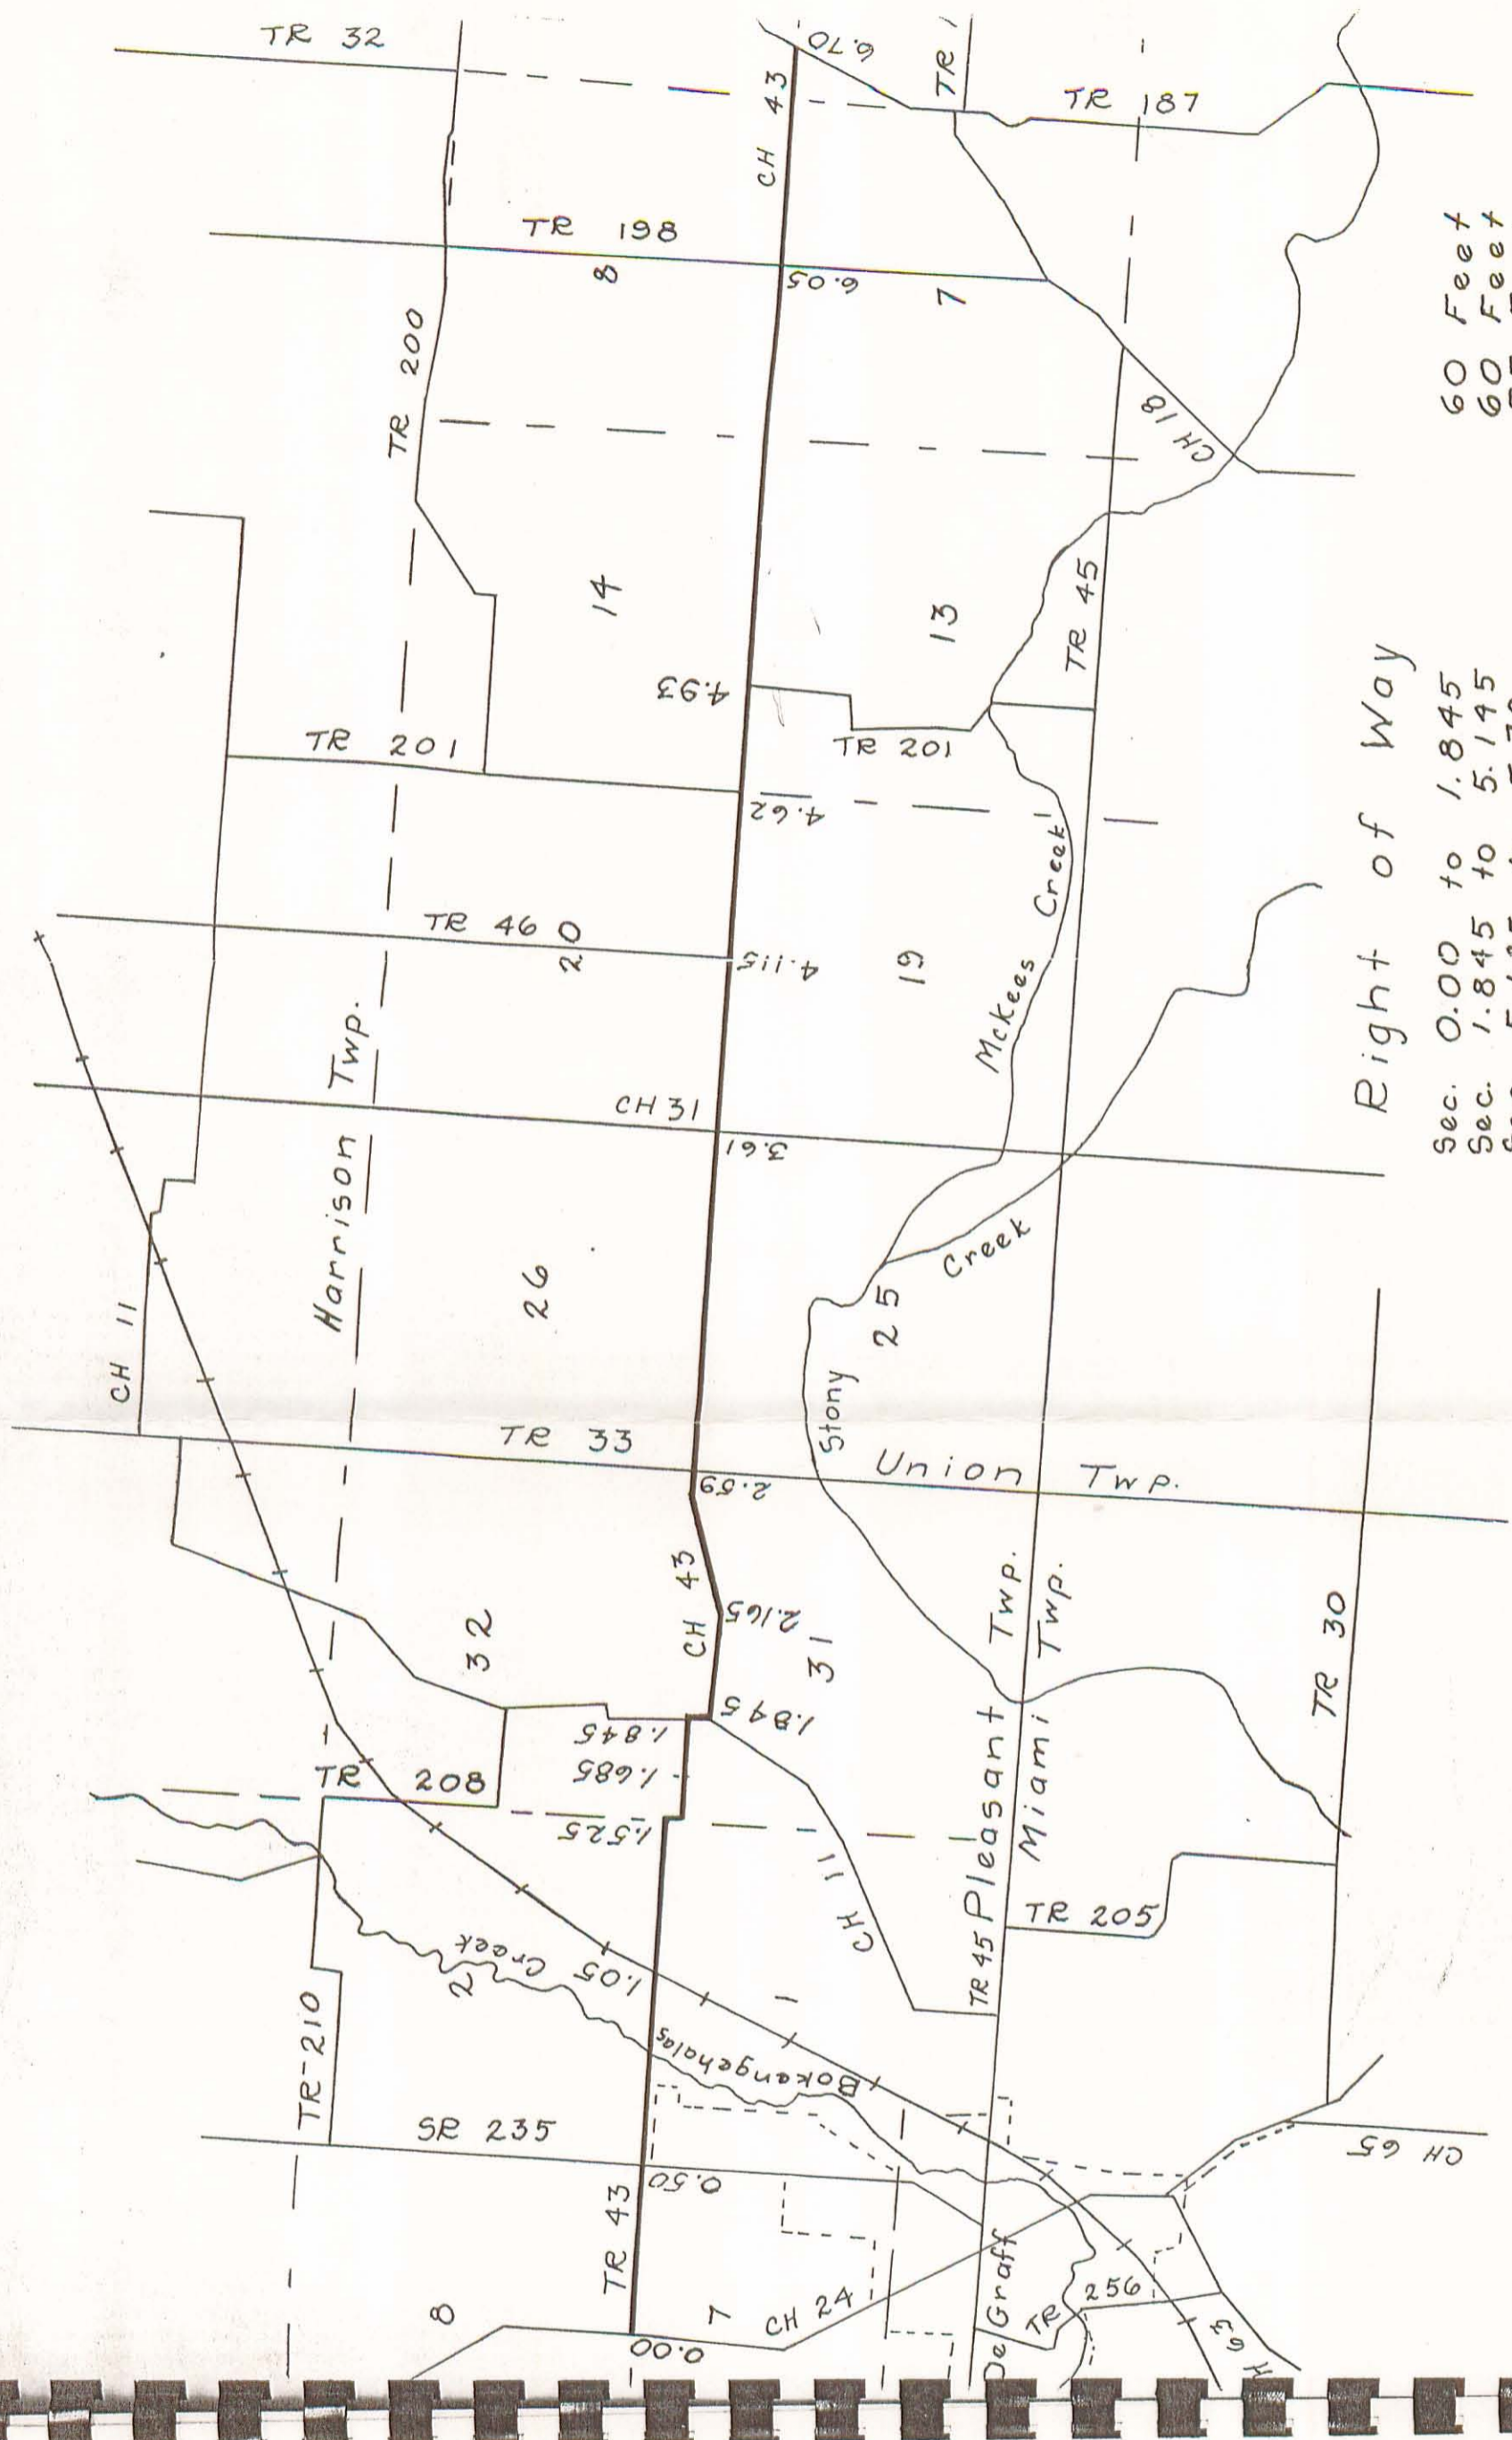 TR 32
TR 198
8
TR 200
CH 43
6.70
TR 1
TR 187
6.05
7
CH 18
14
13
TR 45
4.93
TR 201
TR 201
4.62
TR 46
20
4.115
19
Mckees Creek
Harrison Twp.
CH 31
3.61
CH 11
26
25
Stony Creek
TR 33
2.59
Union Twp.
CH 43
2.165
32
31
1.845
1.845
1.685
1.525
TR 208
CH 11
TR 45
Pleasant Twp.
Miami Twp.
TR 30
TR 205
TR-210
2
Bokengehalas Creek
1.05
1
SR 235
0.50
TR 43
8
7
0.00
CH 24
De Graff
TR 256
CH 65
H 63
Right of Way
Sec. 0.00 to 1.845 60 Feet
Sec. 1.845 to 5.145 60 Feet